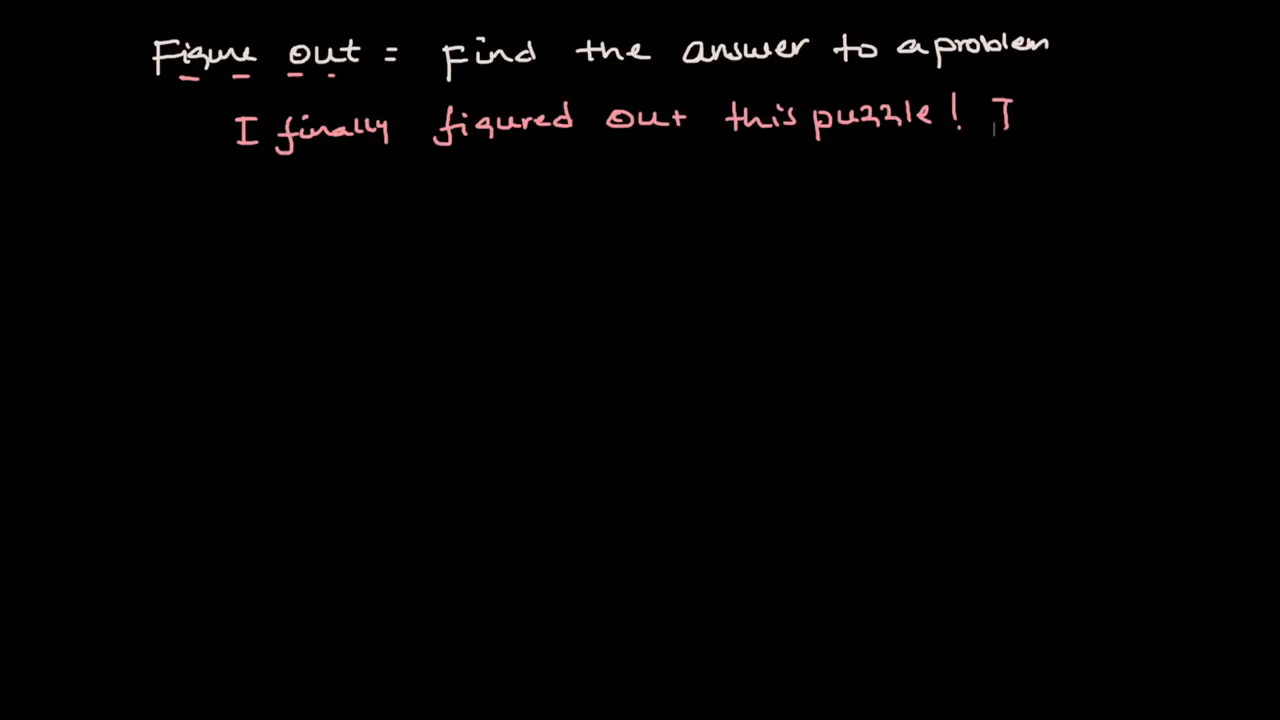 Figure out = Find the answer to a problem
I finally figured out this puzzle! I